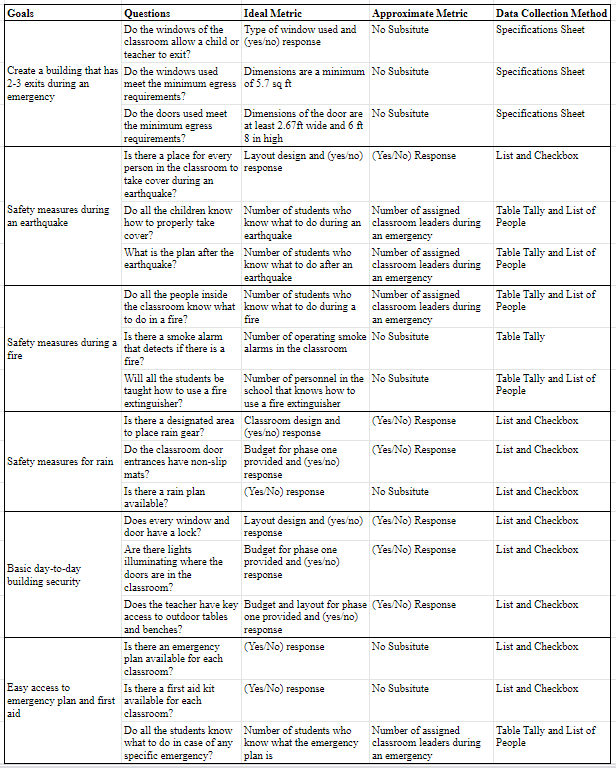 Goals Questions Ideal Metric Approximate Metric Data Collection Method
Create a building that has
2-3 exits during an
emergency
Do the windows of the
classroom allow a child or
teacher to exit?
Type of window used and
(yes/no) response
No Subsitute
Specifications Sheet
Do the windows used
meet the minimum egress
requirements?
Dimensions are a minimum
of 5.7 sq ft
No Subsitute
Specifications Sheet
Do the doors used meet
the minimum egress
requirements?
Dimensions of the door are
at least 2.67ft wide and 6 ft
8 in high
No Subsitute
Specifications Sheet
Safety measures during
an earthquake
Is there a place for every
person in the classroom to
take cover during an
earthquake?
Layout design and (yes/no)
response
(Yes/No) Response
List and Checkbox
Do all the children know
how to properly take
cover?
Number of students who
know what to do during an
earthquake
Number of assigned
classroom leaders during
an emergency
Table Tally and List of
People
What is the plan after the
earthquake?
Number of students who
know what to do after an
earthquake
Number of assigned
classroom leaders during
an emergency
Table Tally and List of
People
Safety measures during a
fire
Do all the people inside
the classroom know what
to do in a fire?
Number of students who
know what to do during a
fire
Number of assigned
classroom leaders during
an emergency
Table Tally and List of
People
Is there a smoke alarm
that detects if there is a
fire?
Number of operating smoke
alarms in the classroom
No Subsitute
Table Tally
Will all the students be
taught how to use a fire
extinguisher?
Number of personnel in the
school that knows how to
use a fire extinguisher
No Subsitute
Table Tally and List of
People
Safety measures for rain
Is there a designated area
to place rain gear?
Classroom design and
(yes/no) response
(Yes/No) Response
List and Checkbox
Do the classroom door
entrances have non-slip
mats?
Budget for phase one
provided and (yes/no)
response
(Yes/No) Response
List and Checkbox
Is there a rain plan
available?
(Yes/No) response
No Subsitute
List and Checkbox
Basic day-to-day
building security
Does every window and
door have a lock?
Layout design and (yes/no)
response
(Yes/No) Response
List and Checkbox
Are there lights
illuminating where the
doors are in the
classroom?
Budget for phase one
provided and (yes/no)
response
(Yes/No) Response
List and Checkbox
Does the teacher have key
access to outdoor tables
and benches?
Budget and layout for phase
one provided and (yes/no)
response
(Yes/No) Response
List and Checkbox
Easy access to
emergency plan and first
aid
Is there an emergency
plan available for each
classroom?
(Yes/No) response
No Subsitute
List and Checkbox
Is there a first aid kit
available for each
classroom?
(Yes/No) response
No Subsitute
List and Checkbox
Do all the students know
what to do in case of any
specific emergency?
Number of students who
know what the emergency
plan is
Number of assigned
classroom leaders during
an emergency
Table Tally and List of
People